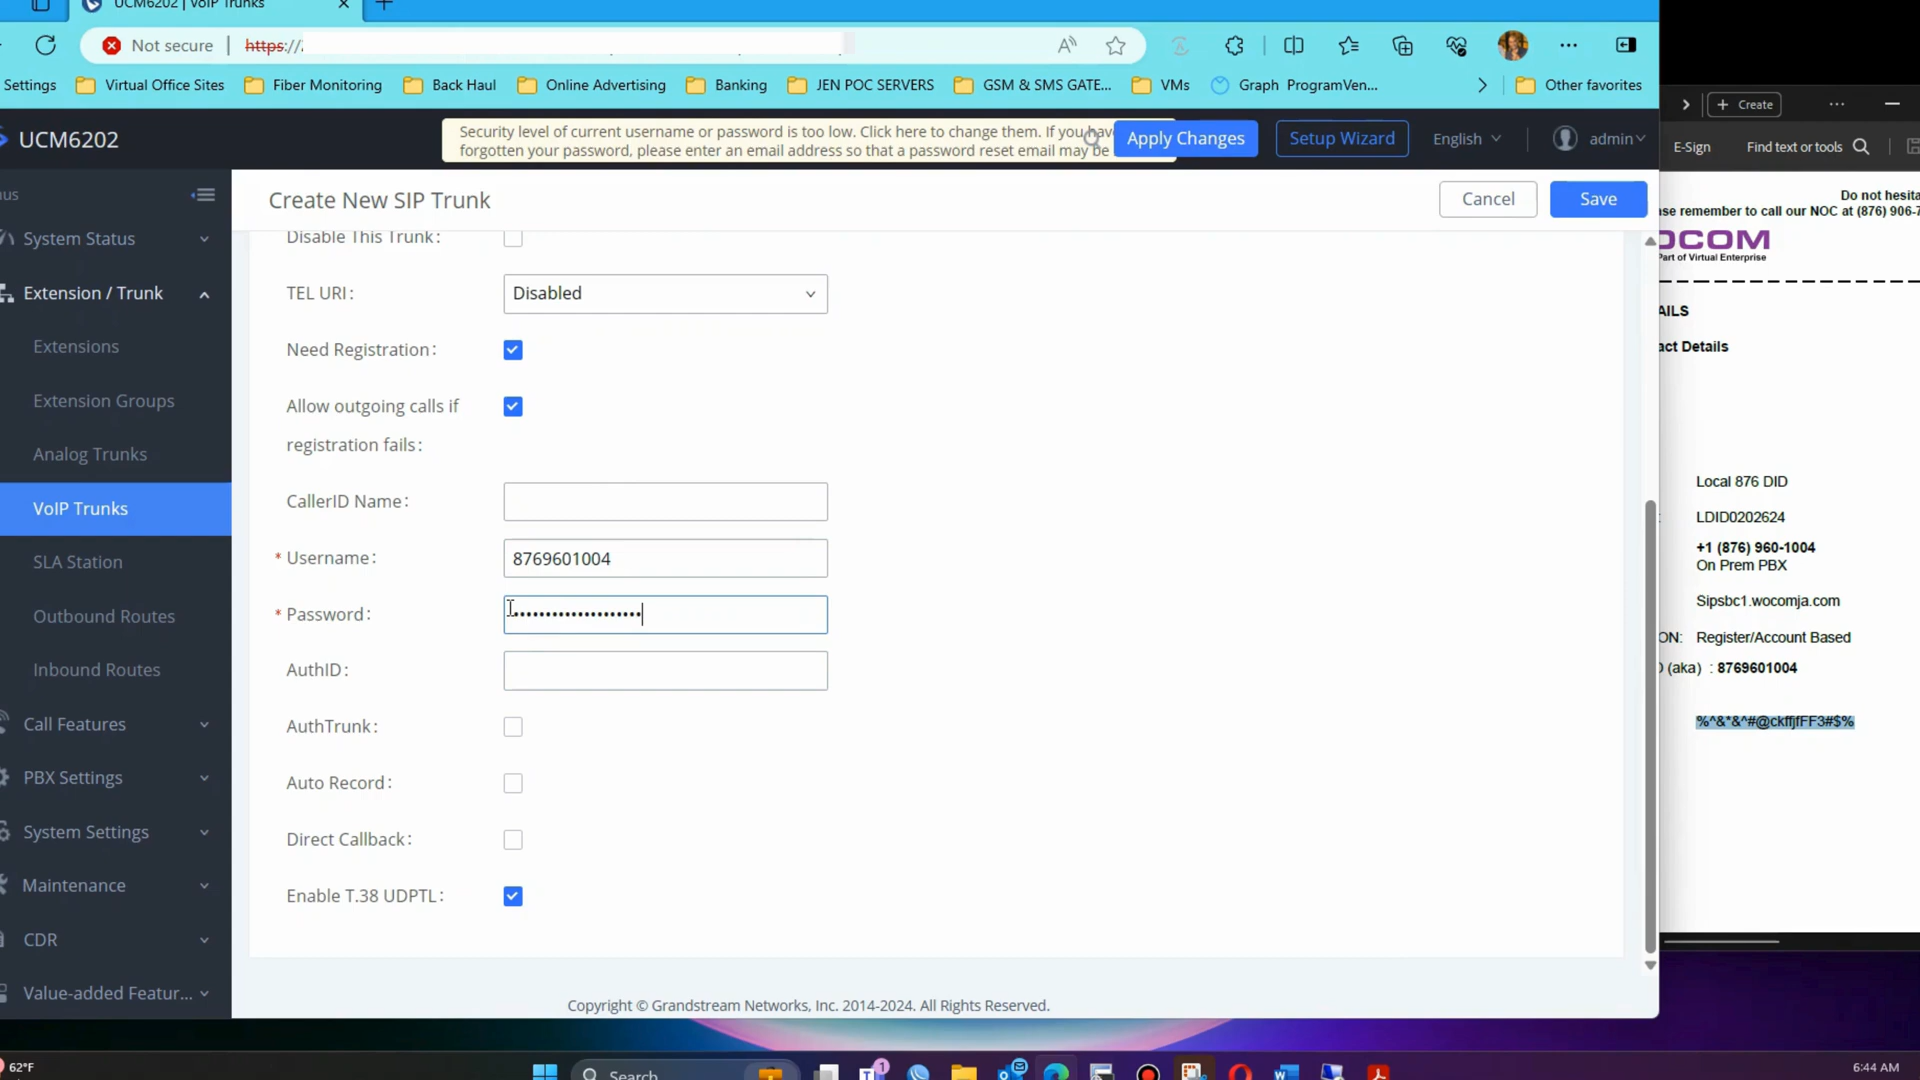 UCM6202 | VoIP Trunks
Not secure https://
Settings Virtual Office Sites Fiber Monitoring Back Haul Online Advertising Banking JEN POC SERVERS GSM & SMS GATE... VMs Graph ProgramVen... Other favorites
UCM6202
Security level of current username or password is too low. Click here to change them. If you have
forgotten your password, please enter an email address so that a password reset email may be
Apply Changes Setup Wizard English admin
Create New SIP Trunk
Cancel Save
System Status
Extension / Trunk
Extensions
Extension Groups
Analog Trunks
VoIP Trunks
SLA Station
Outbound Routes
Inbound Routes
Call Features
PBX Settings
System Settings
Maintenance
CDR
Value-added Featur...
Disable This Trunk:
TEL URI: Disabled
Need Registration:
Allow outgoing calls if
registration fails:
CallerID Name:
* Username: 8769601004
* Password: 
AuthID:
AuthTrunk:
Auto Record:
Direct Callback:
Enable T.38 UDPTL:
Copyright © Grandstream Networks, Inc. 2014-2024. All Rights Reserved.
+ Create
E-Sign Find text or tools
Do not hesita
se remember to call our NOC at (876) 906-7
OCOM
Part of Virtual Enterprise
AILS
act Details
Local 876 DID
LDID0202624
+1 (876) 960-1004
On Prem PBX
Sipsbc1.wocomja.com
ON: Register/Account Based
(aka) : 8769601004
%^&*&^#@ckffjfFF3#$%
62°F
Search
1
6:44 AM